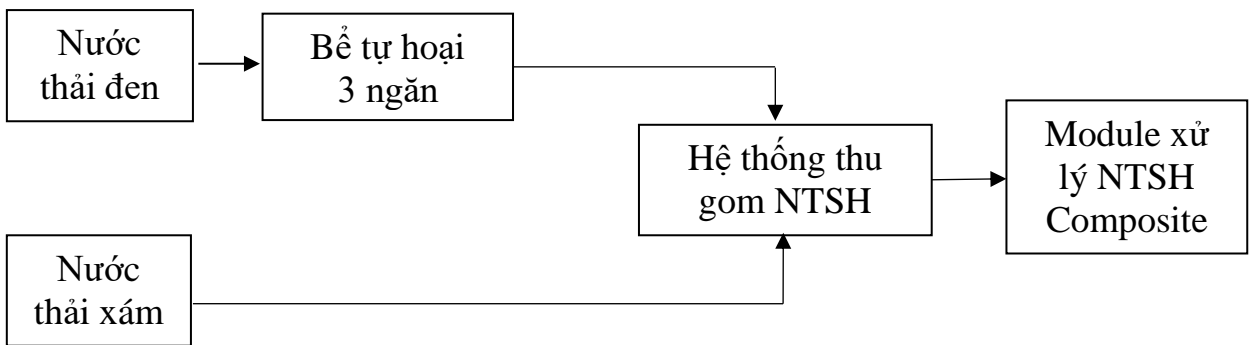 Nước
thải đen
Bể tự hoại
3 ngăn
Hệ thống thu
gom NTSH
Module xử
lý NTSH
Composite
Nước
thải xám